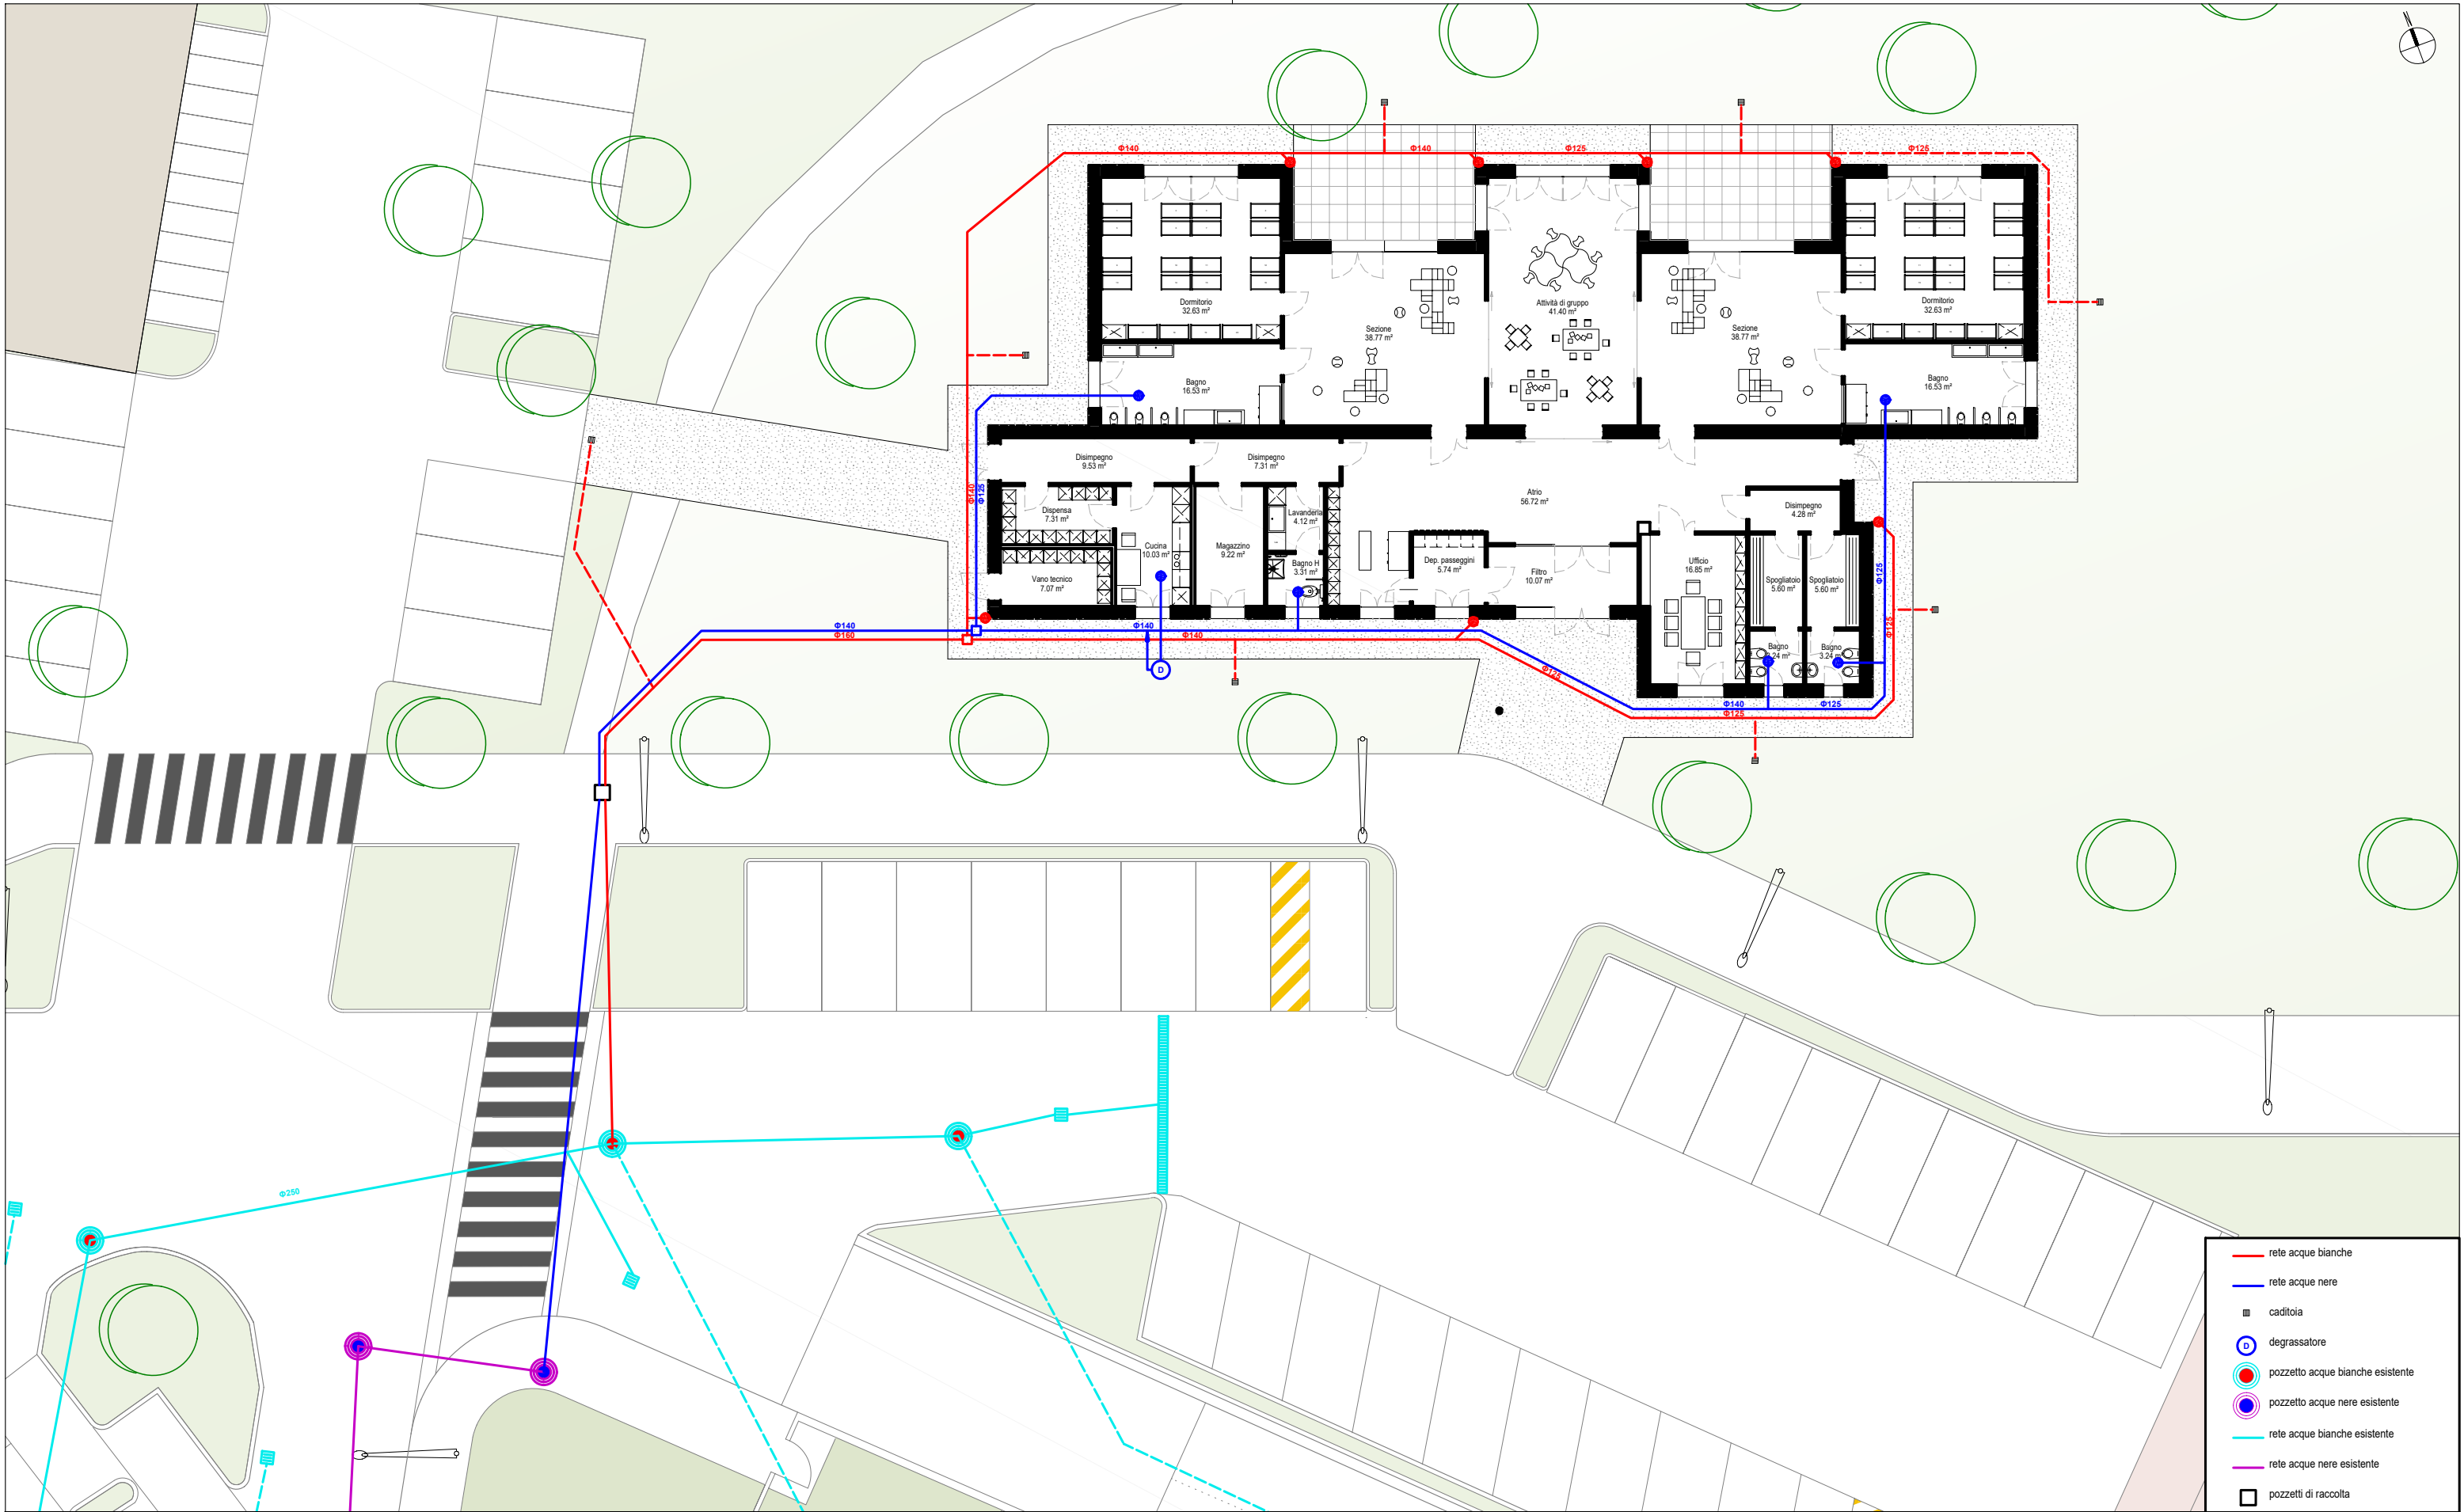 Φ140
Φ140
Φ125
Φ125
Dormitorio
32.63 m²
Attività di gruppo
41.40 m²
Dormitorio
32.63 m²
Sezione
38.77 m²
Sezione
38.77 m²
Bagno
16.53 m²
Bagno
16.53 m²
Disimpegno
9.53 m²
Disimpegno
7.31 m²
Φ140
Φ125
Atrio
56.72 m²
Dispensa
7.31 m²
Lavanderia
4.12 m²
Disimpegno
4.28 m²
Cucina
10.03 m²
Magazzino
9.22 m²
Bagno H
3.31 m²
Dep. passeggini
5.74 m²
Filtro
10.07 m²
Ufficio
16.85 m²
Vano tecnico
7.07 m²
Spogliatoio
5.60 m²
Spogliatoio
5.60 m²
Φ125
Φ125
Φ140
Φ160
Φ140
Φ140
D
Φ125
Bagno
Bagno
3.24 m²
Φ140
Φ125
Φ125
Φ250
rete acque bianche
rete acque nere
caditoia
D
degrassatore
pozzetto acque bianche esistente
pozzetto acque nere esistente
rete acque bianche esistente
rete acque nere esistente
pozzetti di raccolta